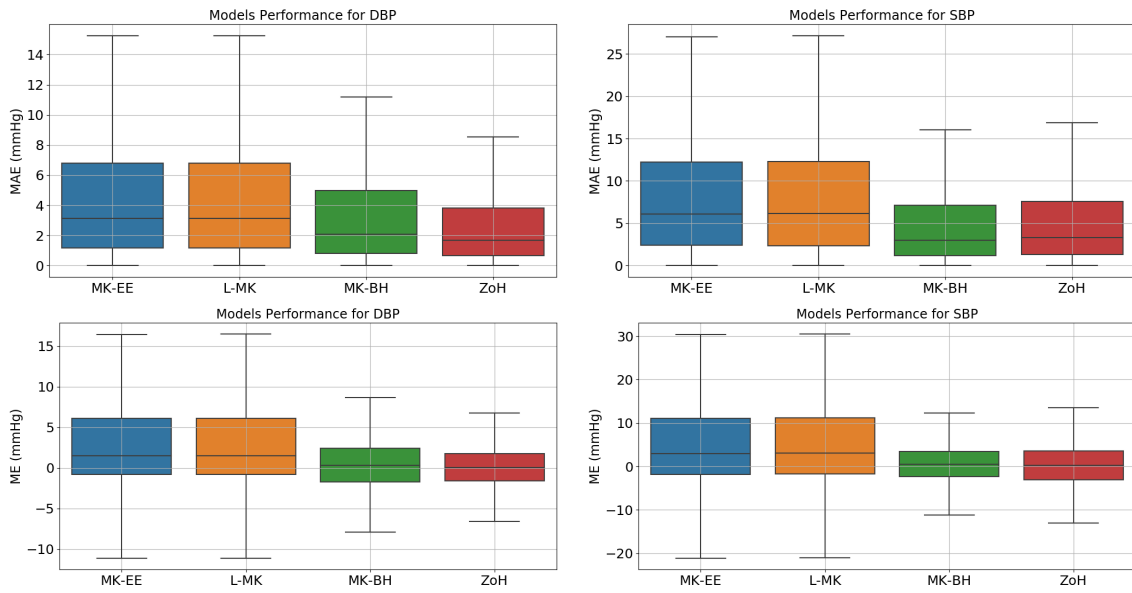 Models Performance for DBP
MAE (mmHg)
14
12
10
8
6
4
2
0
MK-EE L-MK MK-BH ZoH
Models Performance for SBP
MAE (mmHg)
25
20
15
10
5
0
MK-EE L-MK MK-BH ZoH
Models Performance for DBP
ME (mmHg)
15
10
5
0
−5
−10
MK-EE L-MK MK-BH ZoH
Models Performance for SBP
ME (mmHg)
30
20
10
0
−10
−20
MK-EE L-MK MK-BH ZoH